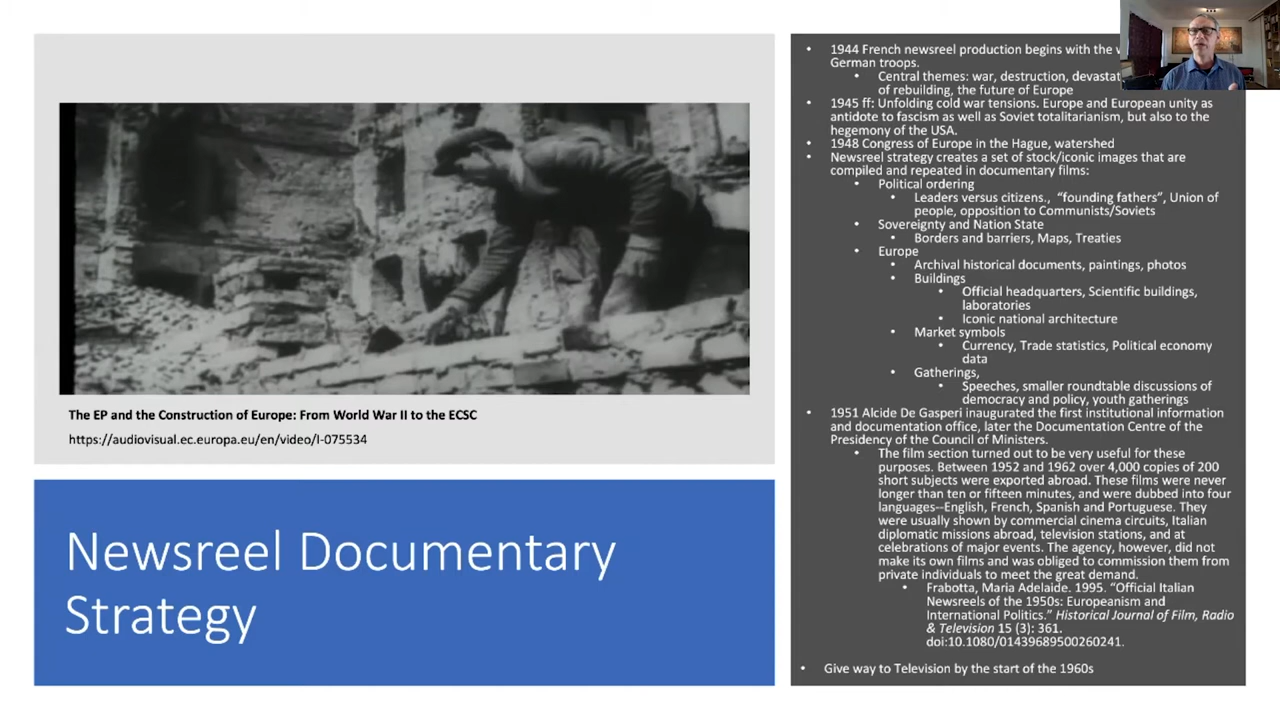 The EP and the Construction of Europe: From World War II to the ECSC
https://audiovisual.ec.europa.eu/en/video/I-075534
Newsreel Documentary
Strategy
• 1944 French newsreel production begins with the
German troops.
• Central themes: war, destruction,
of rebuilding, the future of Europe
• 1945 ff: Unfolding cold war tensions. Europe and European unity as
antidote to fascism as well as Soviet totalitarianism, but also to the
hegemony of the USA.
• 1948 Congress of Europe in the Hague, watershed
• Newsreel strategy creates a set of stock/iconic images that are
compiled and repeated in documentary films:
• Political ordering
• Leaders versus citizens., “founding fathers”, Union of
people, opposition to Communists/Soviets
• Sovereignty and Nation State
• Borders and barriers, Maps, Treaties
• Europe
• Archival historical documents, paintings, photos
• Buildings
• Official headquarters, Scientific buildings,
laboratories
• Iconic national architecture
• Market symbols
• Currency, Trade statistics, Political economy
data
• Gatherings,
• Speeches, smaller roundtable discussions of
democracy and policy, youth gatherings
• 1951 Alcide De Gasperi inaugurated the first institutional information
and documentation office, later the Documentation Centre of the
Presidency of the Council of Ministers.
• The film section turned out to be very useful for these
purposes. Between 1952 and 1962 over 4,000 copies of 200
short subjects were exported abroad. These films were never
longer than ten or fifteen minutes, and were dubbed into four
languages--English, French, Spanish and Portuguese. They
were usually shown by commercial cinema circuits, Italian
diplomatic missions abroad, television stations, and at
celebrations of major events. The agency, however, did not
make its own films and was obliged to commission them from
private individuals to meet the great demand.
• Frabotta, Maria Adelaide. 1995. “Official Italian
Newsreels of the 1950s: Europeanism and
International Politics.” Historical Journal of Film, Radio
& Television 15 (3): 361.
doi:10.1080/01439689500260241.
• Give way to Television by the start of the 1960s